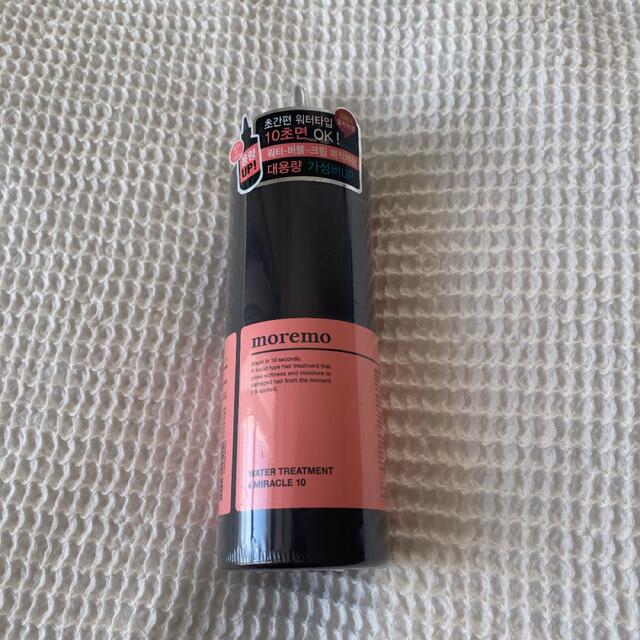 초간편 워터타입
10초면 OK!
워터-버블-크림
대용량 가성비UP
UP!
moremo
Magic in 10 seconds.
A liquid type hair treatment that
gives softness and moisture to
damaged hair from the moment
it is applied.
WATER TREATMENT
MIRACLE 10